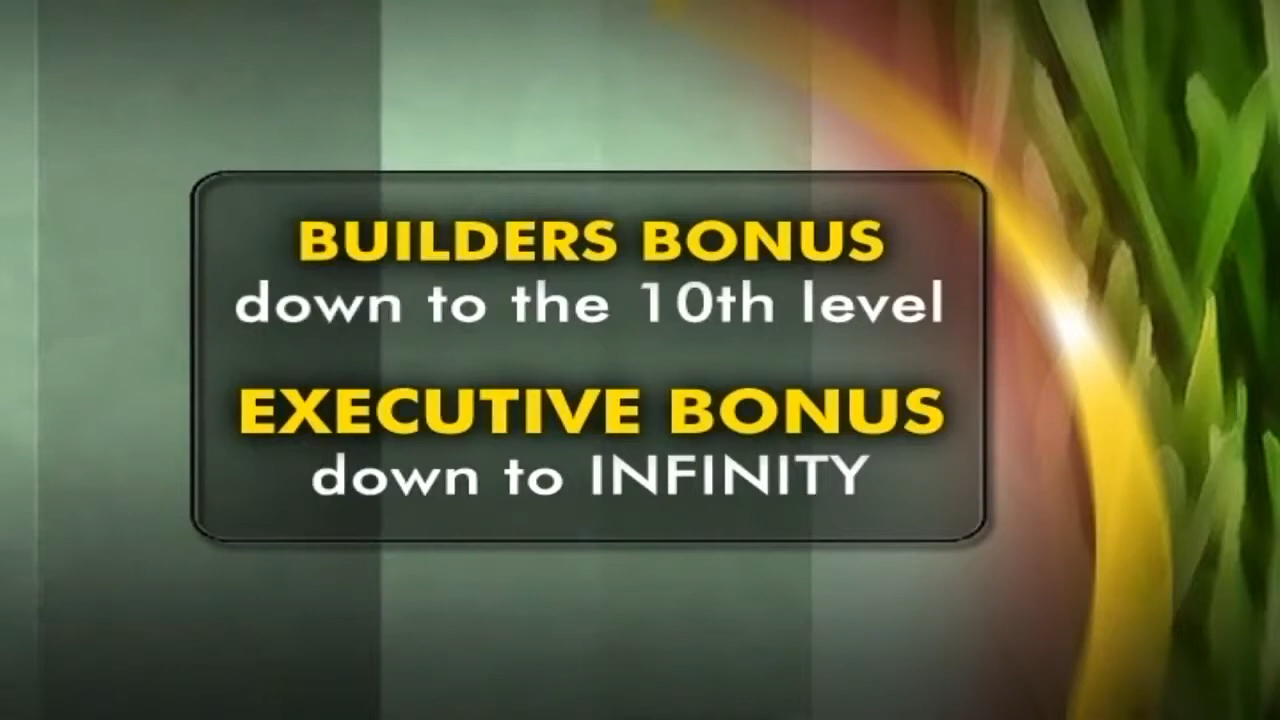 BUILDERS BONUS
down to the 10th level
EXECUTIVE BONUS
down to INFINITY